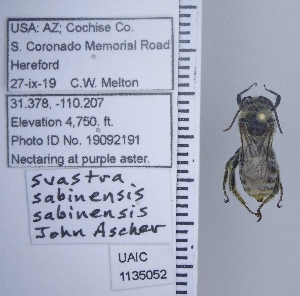 USA: AZ; Cochise Co.
S. Coronado Memorial Road
Hereford
27-ix-19 C.W. Melton
31.378, -110.207
Elevation 4,750. ft.
Photo ID No. 19092191
Nectaring at purple aster.
svastra
sabinensis
sabinensis
John Ascher
UAIC
1135052